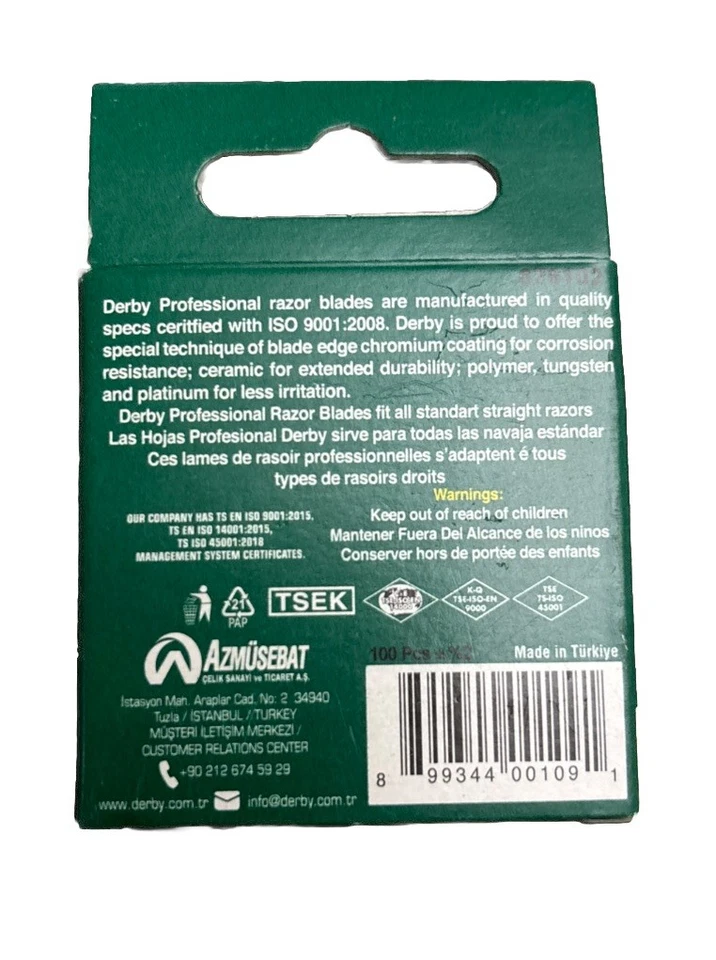 Derby Professional razor blades are manufactured in quality
specs ceritfied with ISO 9001:2008. Derby is proud to offer the
special technique of blade edge chromium coating for corrosion
resistance; ceramic for extended durability; polymer, tungsten
and platinum for less irritation.
Derby Professional Razor Blades fit all standart straight razors
Las Hojas Profesional Derby sirve para todas las navaja estándar
Ces lames de rasoir professionnelles s'adaptent é tous
types de rasoirs droits
Warnings:
Keep out of reach of children
Mantener Fuera Del Alcance de los ninos
Conserver hors de portée des enfants
OUR COMPANY HAS TS EN ISO 9001:2015,
TS EN ISO 14001:2015,
TS ISO 45001:2018
MANAGEMENT SYSTEM CERTIFICATES.
21
PAP
TSEK
K-Q
TSE-ISO-EN
9000
TSE
TS-ISO
45001
AZMÜSEBAT
ÇELİK SANAYİ ve TİCARET A.Ş.
İstasyon Mah. Araplar Cad. No: 2 34940
Tuzla / İSTANBUL / TURKEY
MÜŞTERİ İLETİŞİM MERKEZİ /
CUSTOMER RELATIONS CENTER
+90 212 674 59 29
www.derby.com.tr info@derby.com.tr
100 Pcs
Made in Türkiye
8 99344 00109 1